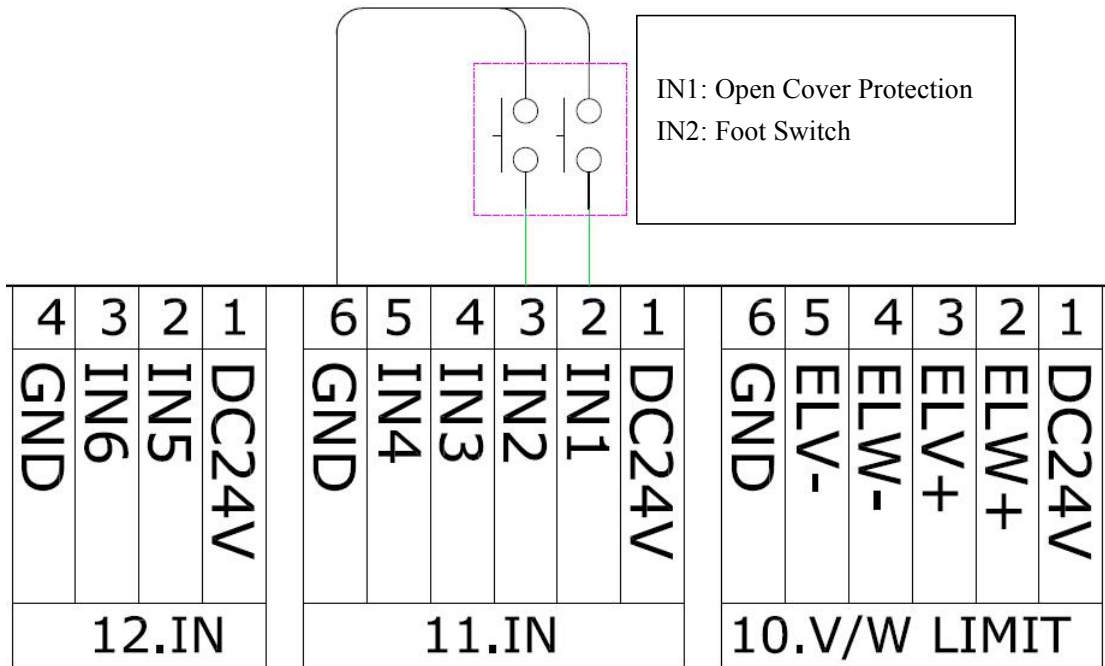 IN1: Open Cover Protection
IN2: Foot Switch
4 3 2 1
GND IN6 IN5 DC24V
12.IN
6 5 4 3 2 1
GND IN4 IN3 IN2 IN1 DC24V
11.IN
6 5 4 3 2 1
GND ELV- ELW- ELV+ ELW+ DC24V
10.V/W LIMIT